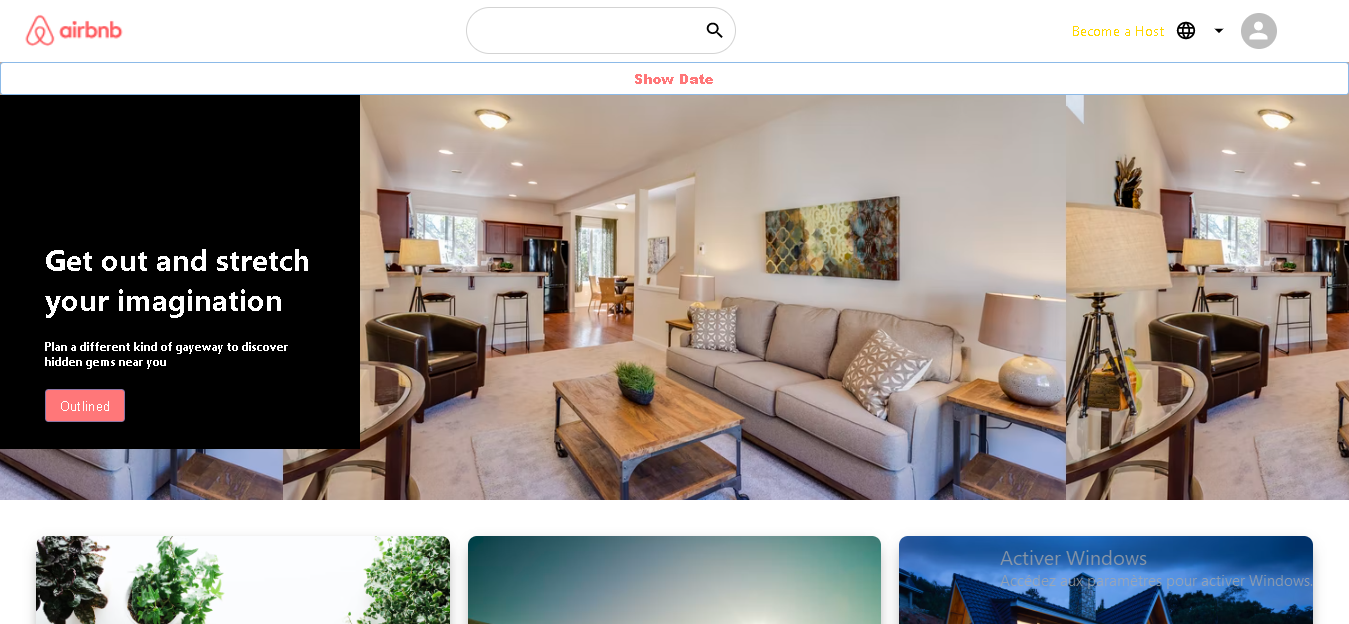 airbnb
Become a Host
Show Date
Get out and stretch
your imagination
Plan a different kind of gayeway to discover
hidden gems near you
Outlined
Activer Windows
Accédez aux paramètres pour activer Windows.